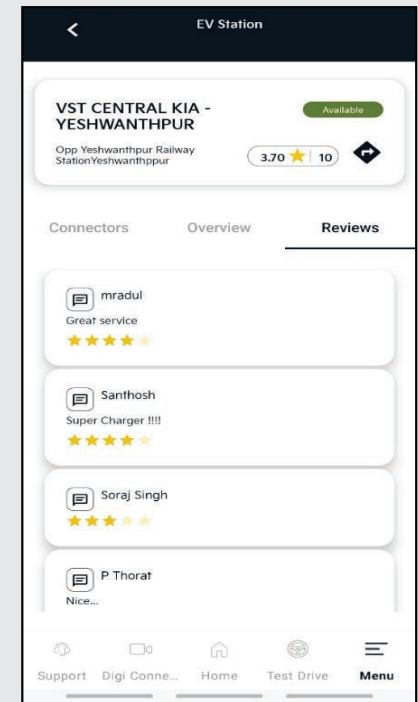 EV Station
VST CENTRAL KIA -
YESHWANTHPUR
Available
Opp Yeshwanthpur Railway
StationYeshwanthppur
3.70 | 10
Connectors Overview Reviews
mradul
Great service
Santhosh
Super Charger !!!!
Soraj Singh
P Thorat
Nice...
Support Digi Conne... Home Test Drive Menu